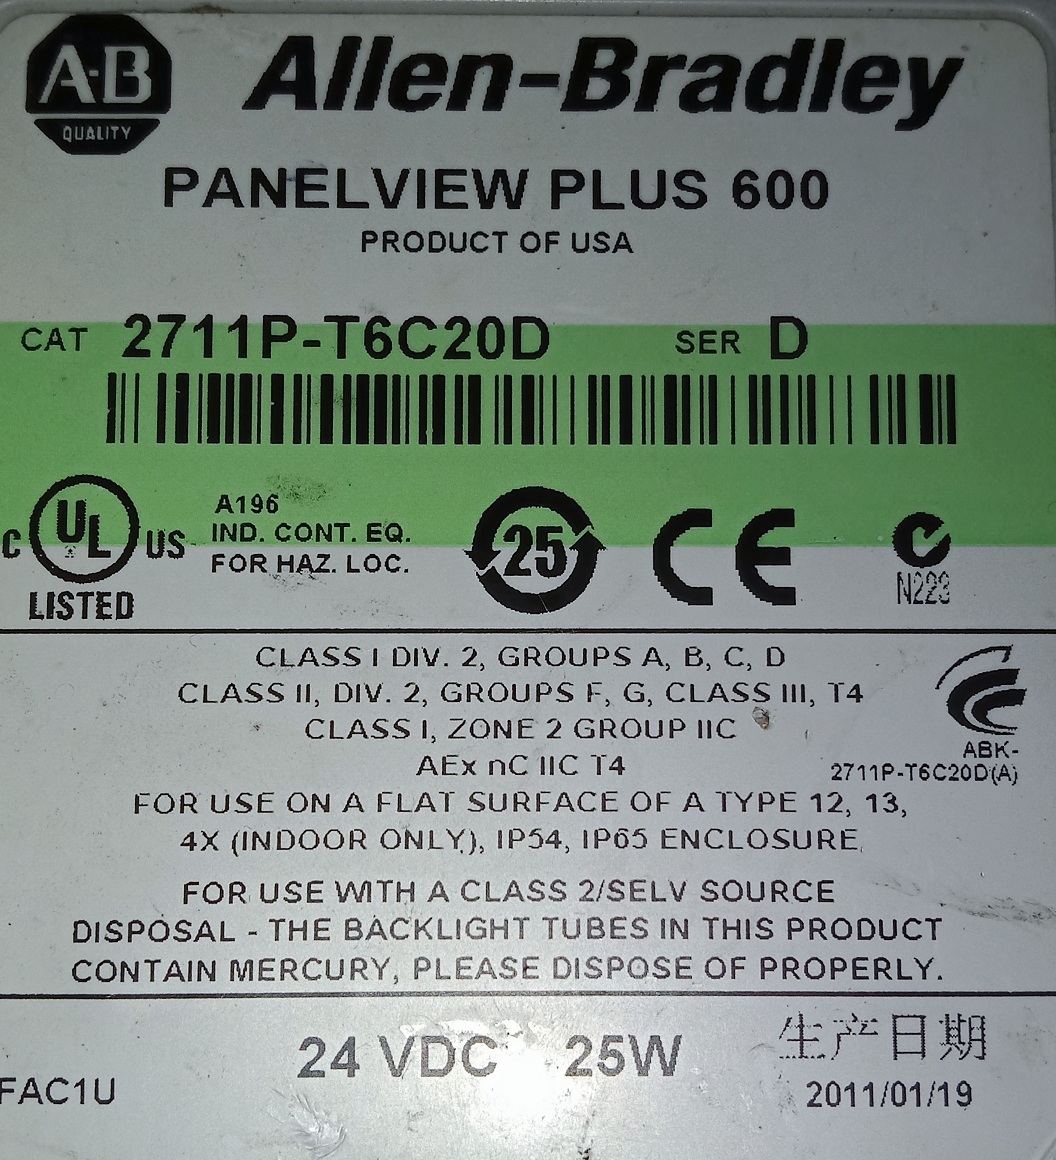 A-B
QUALITY
Allen-Bradley
PANELVIEW PLUS 600
PRODUCT OF USA
CAT 2711P-T6C20D SER D
C UL US
LISTED
A196
IND. CONT. EQ.
FOR HAZ. LOC.
25
CE
N223
CLASS I DIV. 2, GROUPS A, B, C, D
CLASS II, DIV. 2, GROUPS F, G, CLASS III, T4
CLASS I, ZONE 2 GROUP IIC
AEx nC IIC T4
ABK-
2711P-T6C20D(A)
FOR USE ON A FLAT SURFACE OF A TYPE 12, 13,
4X (INDOOR ONLY), IP54, IP65 ENCLOSURE
FOR USE WITH A CLASS 2/SELV SOURCE
DISPOSAL - THE BACKLIGHT TUBES IN THIS PRODUCT
CONTAIN MERCURY, PLEASE DISPOSE OF PROPERLY.
24 VDC 25W
生产日期
2011/01/19
FAC1U